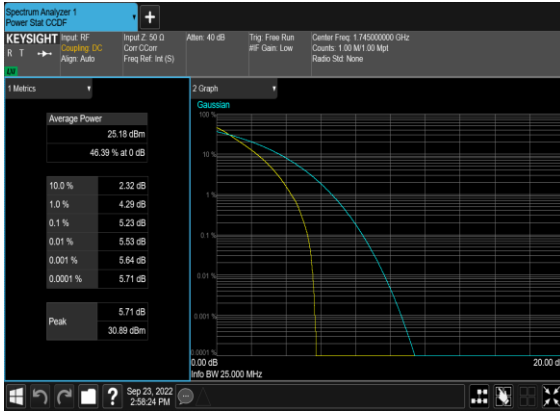 Spectrum Analyzer 1
Power Stat CCDF
+
KEYSIGHT
R T
LXI
Input: RF
Coupling: DC
Align: Auto
Input Z: 50 Ω
Corr CCorr
Freq Ref: Int (S)
Atten: 40 dB
Trig: Free Run
#IF Gain: Low
Center Freq: 1.745000000 GHz
Counts: 1.00 M/1.00 Mpt
Radio Std: None
1 Metrics
Average Power
25.18 dBm
46.39 % at 0 dB
10.0 % 2.32 dB
1.0 % 4.29 dB
0.1 % 5.23 dB
0.01 % 5.53 dB
0.001 % 5.64 dB
0.0001 % 5.71 dB
Peak
5.71 dB
30.89 dBm
2 Graph
Gaussian
100 %
10 %
1 %
0.1 %
0.01 %
0.001 %
0.0001 %
0.00 dB
20.00 d
Info BW 25.000 MHz
?
Sep 23, 2022
2:58:24 PM